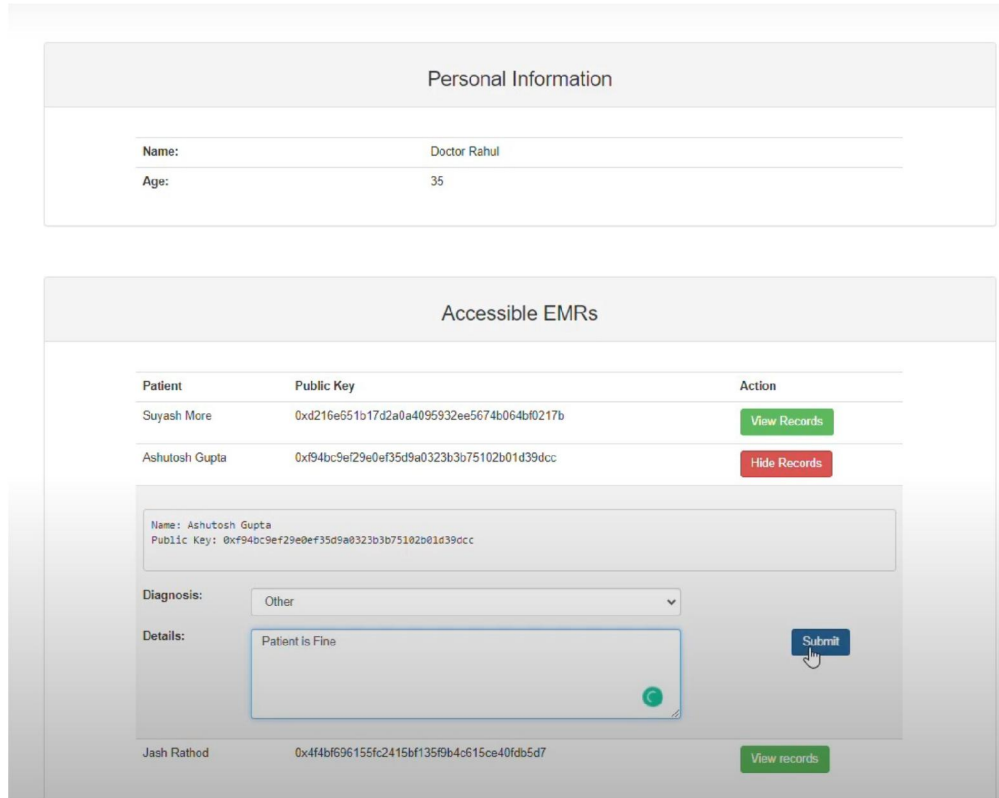 Personal Information
Name: Doctor Rahul
Age: 35
Accessible EMRs
Patient Public Key Action
Suyash More 0xd216e651b17d2a0a4095932ee5674b064bf0217b View Records
Ashutosh Gupta 0xf94bc9ef29e0ef35d9a0323b3b75102b01d39dcc Hide Records
Name: Ashutosh Gupta
Public Key: 0xf94bc9ef29e0ef35d9a0323b3b75102b01d39dcc
Diagnosis: Other
Details: Patient is Fine Submit
Jash Rathod 0x4f4bf696155fc2415bf135f9b4c615ce40fdb5d7 View records